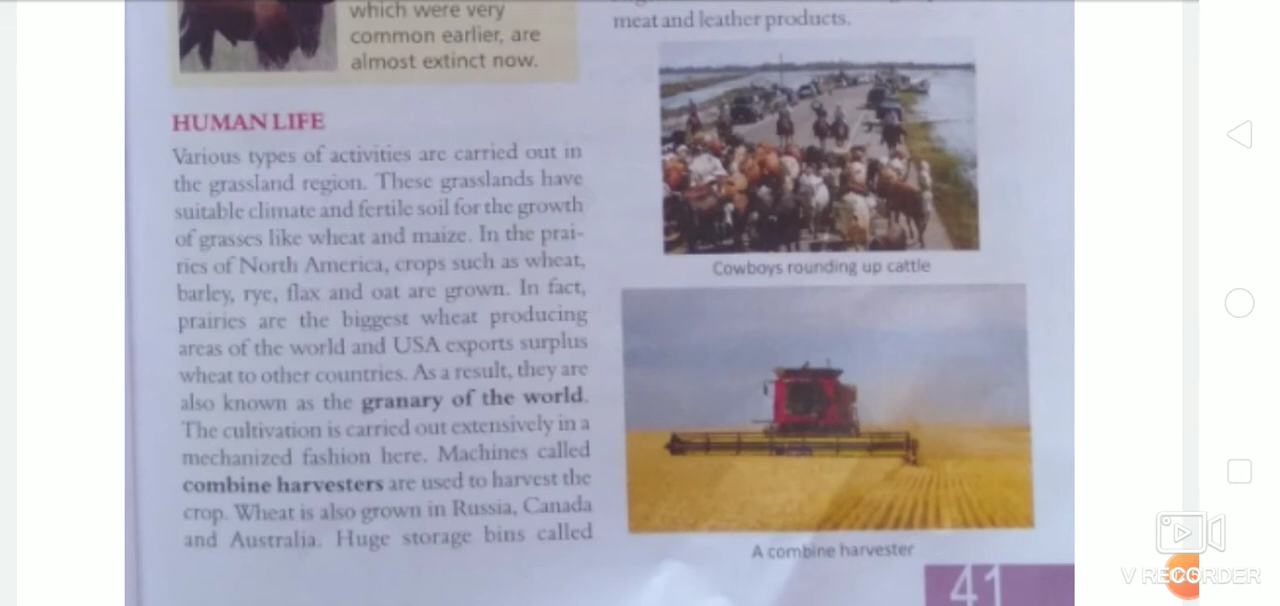 which were very
common earlier, are
almost extinct now.
HUMAN LIFE
Various types of activities are carried out in
the grassland region. These grasslands have
suitable climate and fertile soil for the growth
of grasses like wheat and maize. In the prai-
ries of North America, crops such as wheat,
barley, rye, flax and oat are grown. In fact,
prairies are the biggest wheat producing
areas of the world and USA exports surplus
wheat to other countries. As a result, they are
also known as the granary of the world.
The cultivation is carried out extensively in a
mechanized fashion here. Machines called
combine harvesters are used to harvest the
crop. Wheat is also grown in Russia, Canada
and Australia. Huge storage bins called
meat and leather products.
Cowboys rounding up cattle
A combine harvester
41
V RECORDER